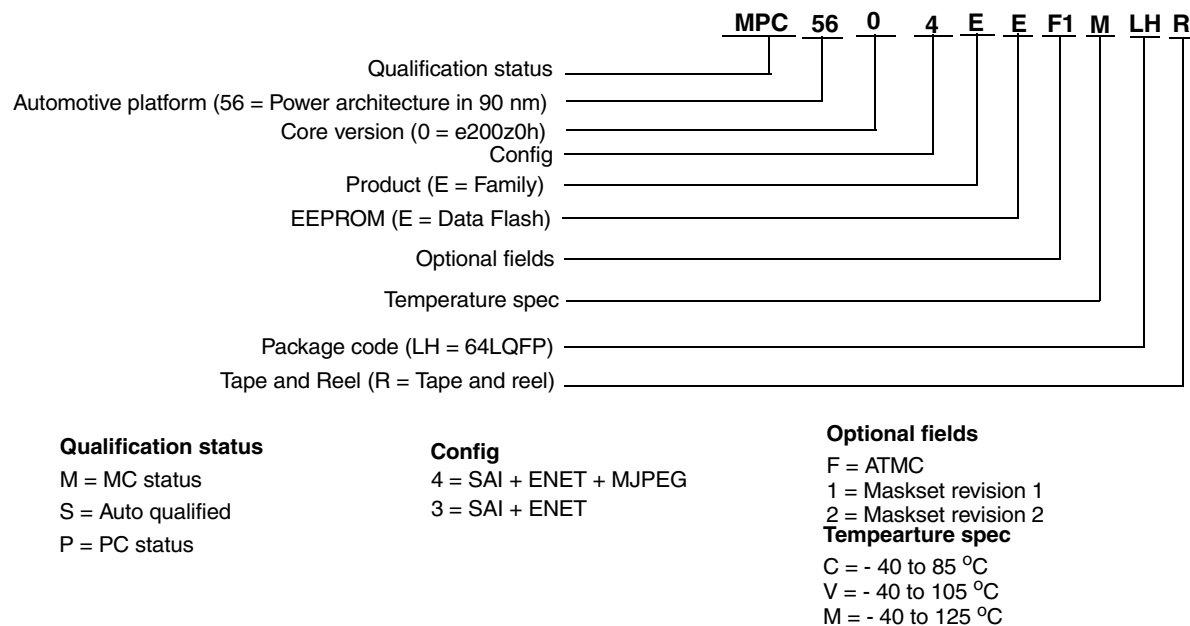 MPC 56 0 4 E E F1 M LH R
Qualification status
Automotive platform (56 = Power architecture in 90 nm)
Core version (0 = e200z0h)
Config
Product (E = Family)
EEPROM (E = Data Flash)
Optional fields
Temperature spec
Package code (LH = 64LQFP)
Tape and Reel (R = Tape and reel)
Qualification status
M = MC status
S = Auto qualified
P = PC status
Config
4 = SAI + ENET + MJPEG
3 = SAI + ENET
Optional fields
F = ATMC
1 = Maskset revision 1
2 = Maskset revision 2
Tempearture spec
C = - 40 to 85 ºC
V = - 40 to 105 ºC
M = - 40 to 125 ºC